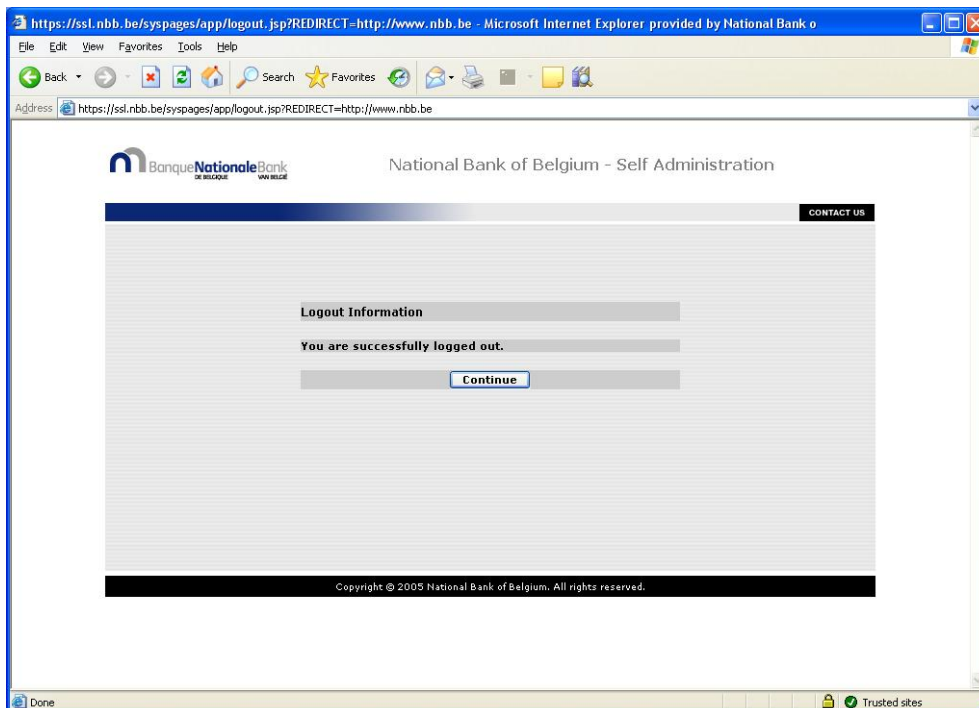 https://ssl.nbb.be/syspages/app/logout.jsp?REDIRECT=http://www.nbb.be - Microsoft Internet Explorer provided by National Bank o
File Edit View Favorites Tools Help
Back Search Favorites
Address https://ssl.nbb.be/syspages/app/logout.jsp?REDIRECT=http://www.nbb.be
BanqueNationaleBank
DE BELGIQUE VAN BELGIË
National Bank of Belgium - Self Administration
CONTACT US
Logout Information
You are successfully logged out.
Continue
Copyright © 2005 National Bank of Belgium. All rights reserved.
Done Trusted sites